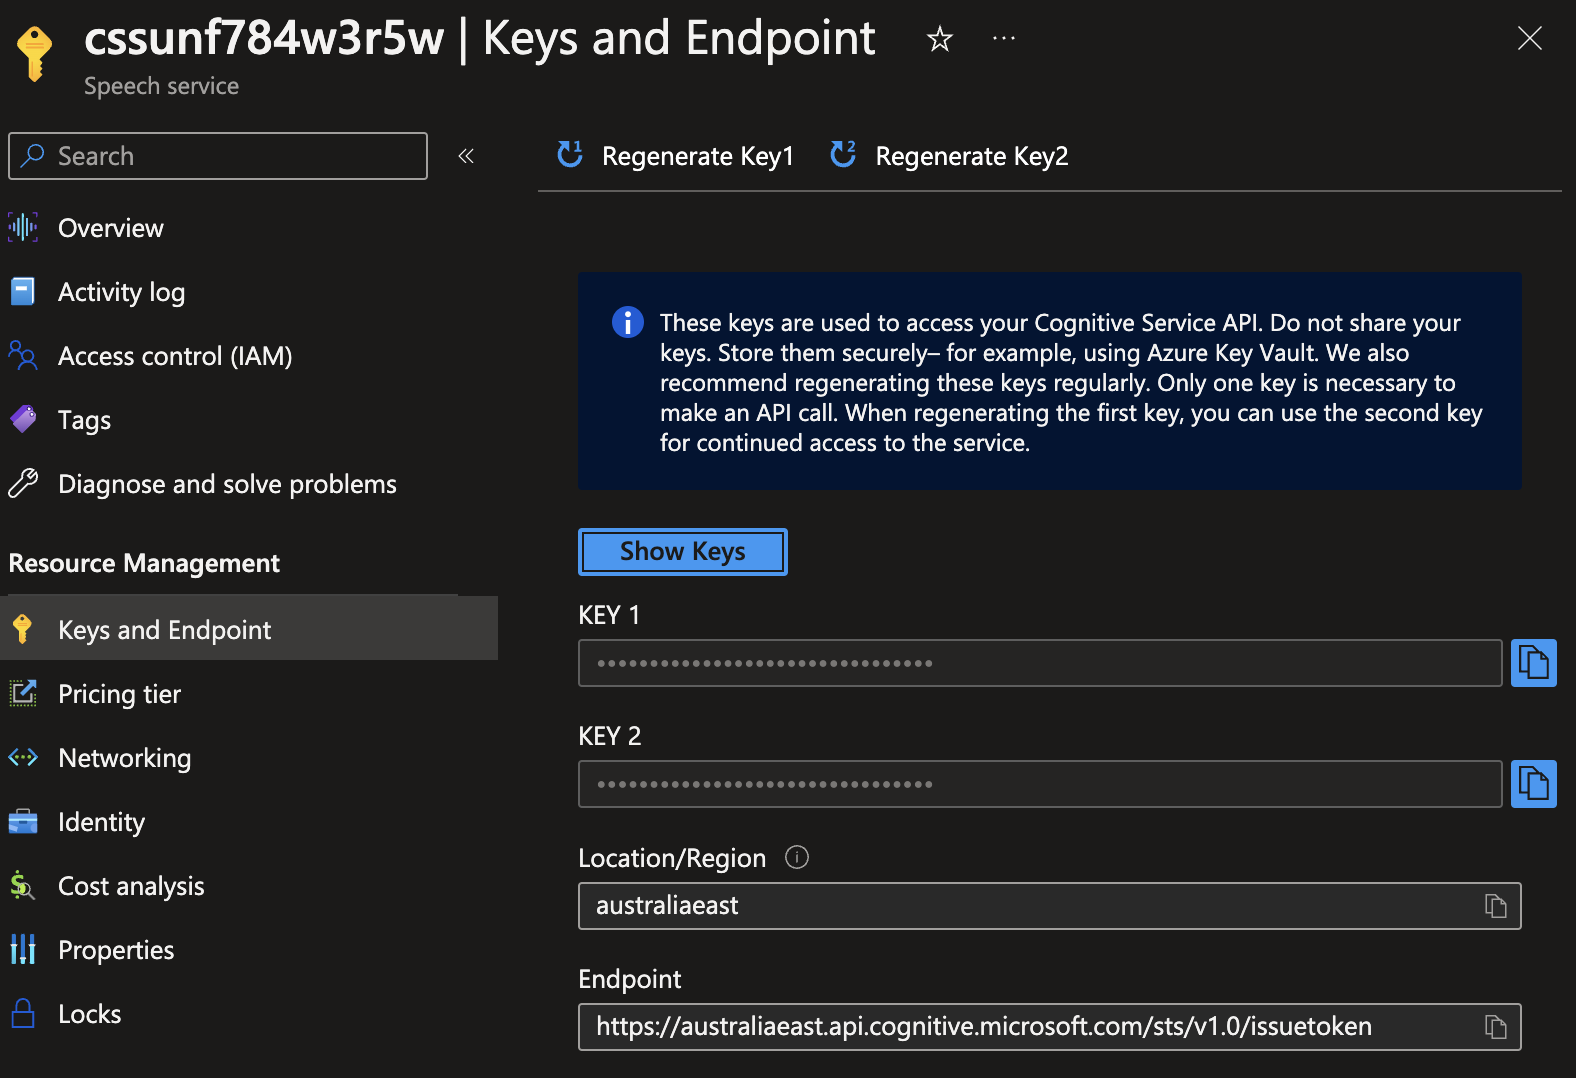 cssunf784w3r5w | Keys and Endpoint
Speech service
Search
Overview
Activity log
Access control (IAM)
Tags
Diagnose and solve problems
Resource Management
Keys and Endpoint
Pricing tier
Networking
Identity
Cost analysis
Properties
Locks
Regenerate Key1
Regenerate Key2
These keys are used to access your Cognitive Service API. Do not share your
keys. Store them securely– for example, using Azure Key Vault. We also
recommend regenerating these keys regularly. Only one key is necessary to
make an API call. When regenerating the first key, you can use the second key
for continued access to the service.
Show Keys
KEY 1
••••••••••••••••••••••••••••••••
KEY 2
••••••••••••••••••••••••••••••••
Location/Region
australiaeast
Endpoint
https://australiaeast.api.cognitive.microsoft.com/sts/v1.0/issuetoken